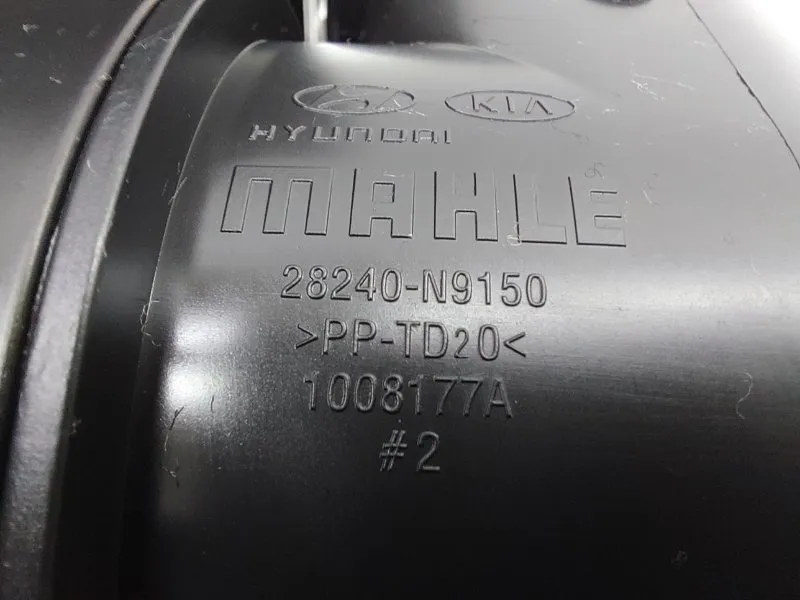 KIA
HYUNDAI
MAHLE
28240-N9150
>PP-TD20<
1008177A
#2